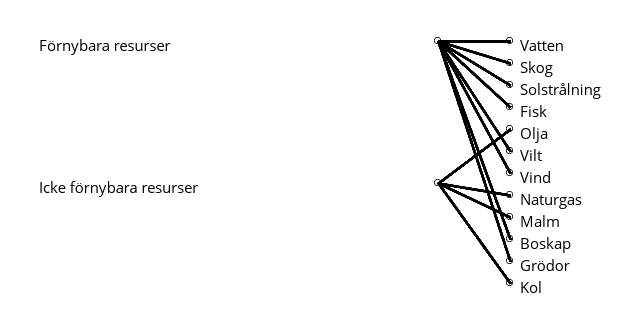 Förnybara resurser
Icke förnybara resurser
Vatten
Skog
Solstrålning
Fisk
Olja
Vilt
Vind
Naturgas
Malm
Boskap
Grödor
Kol